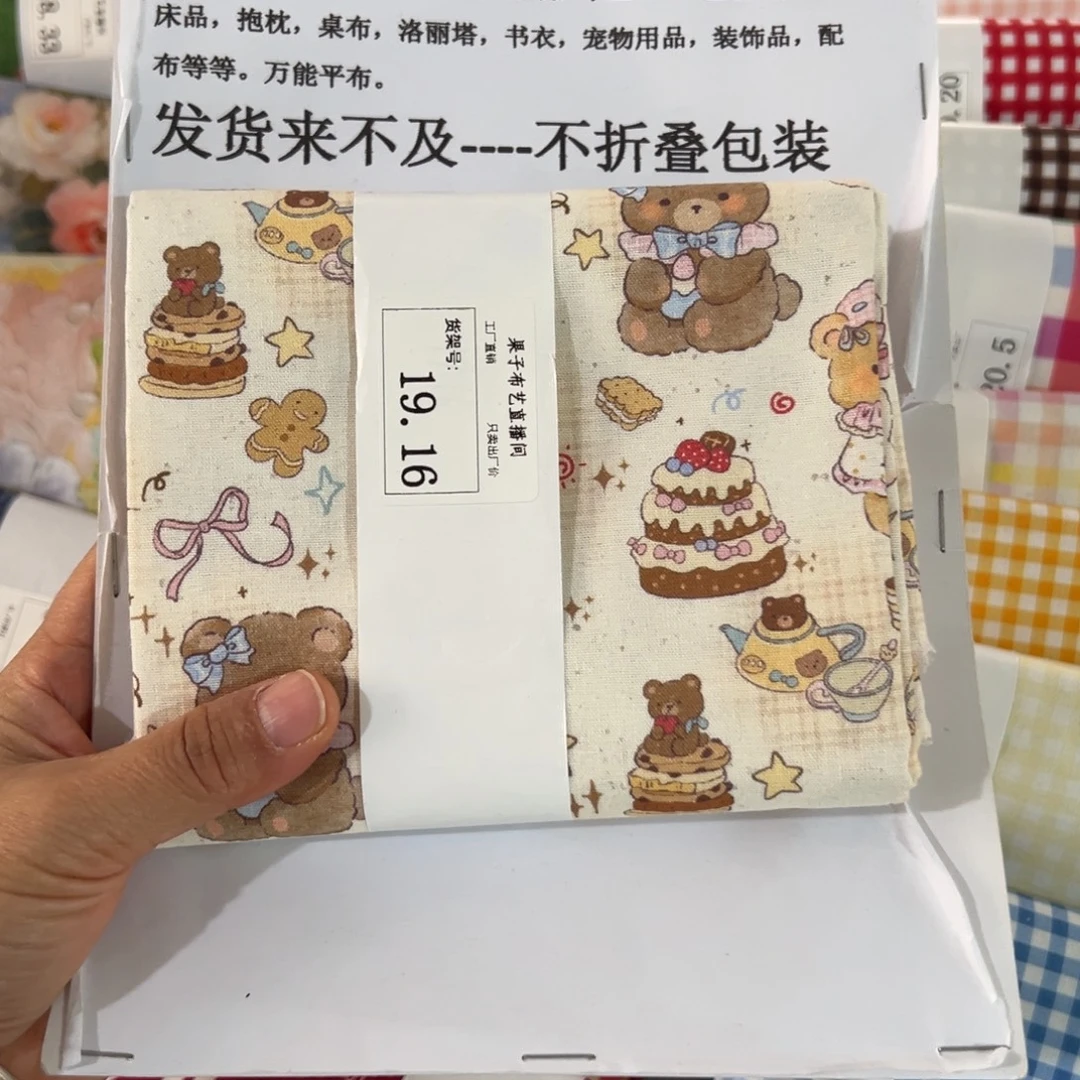 床品，抱枕，桌布，洛丽塔，书衣，宠物用品，装饰品，配
布等等。万能平布。
发货来不及----不折叠包装
果子布艺直播间
工厂直销
只卖出厂价
货架号:
19.16
20.5